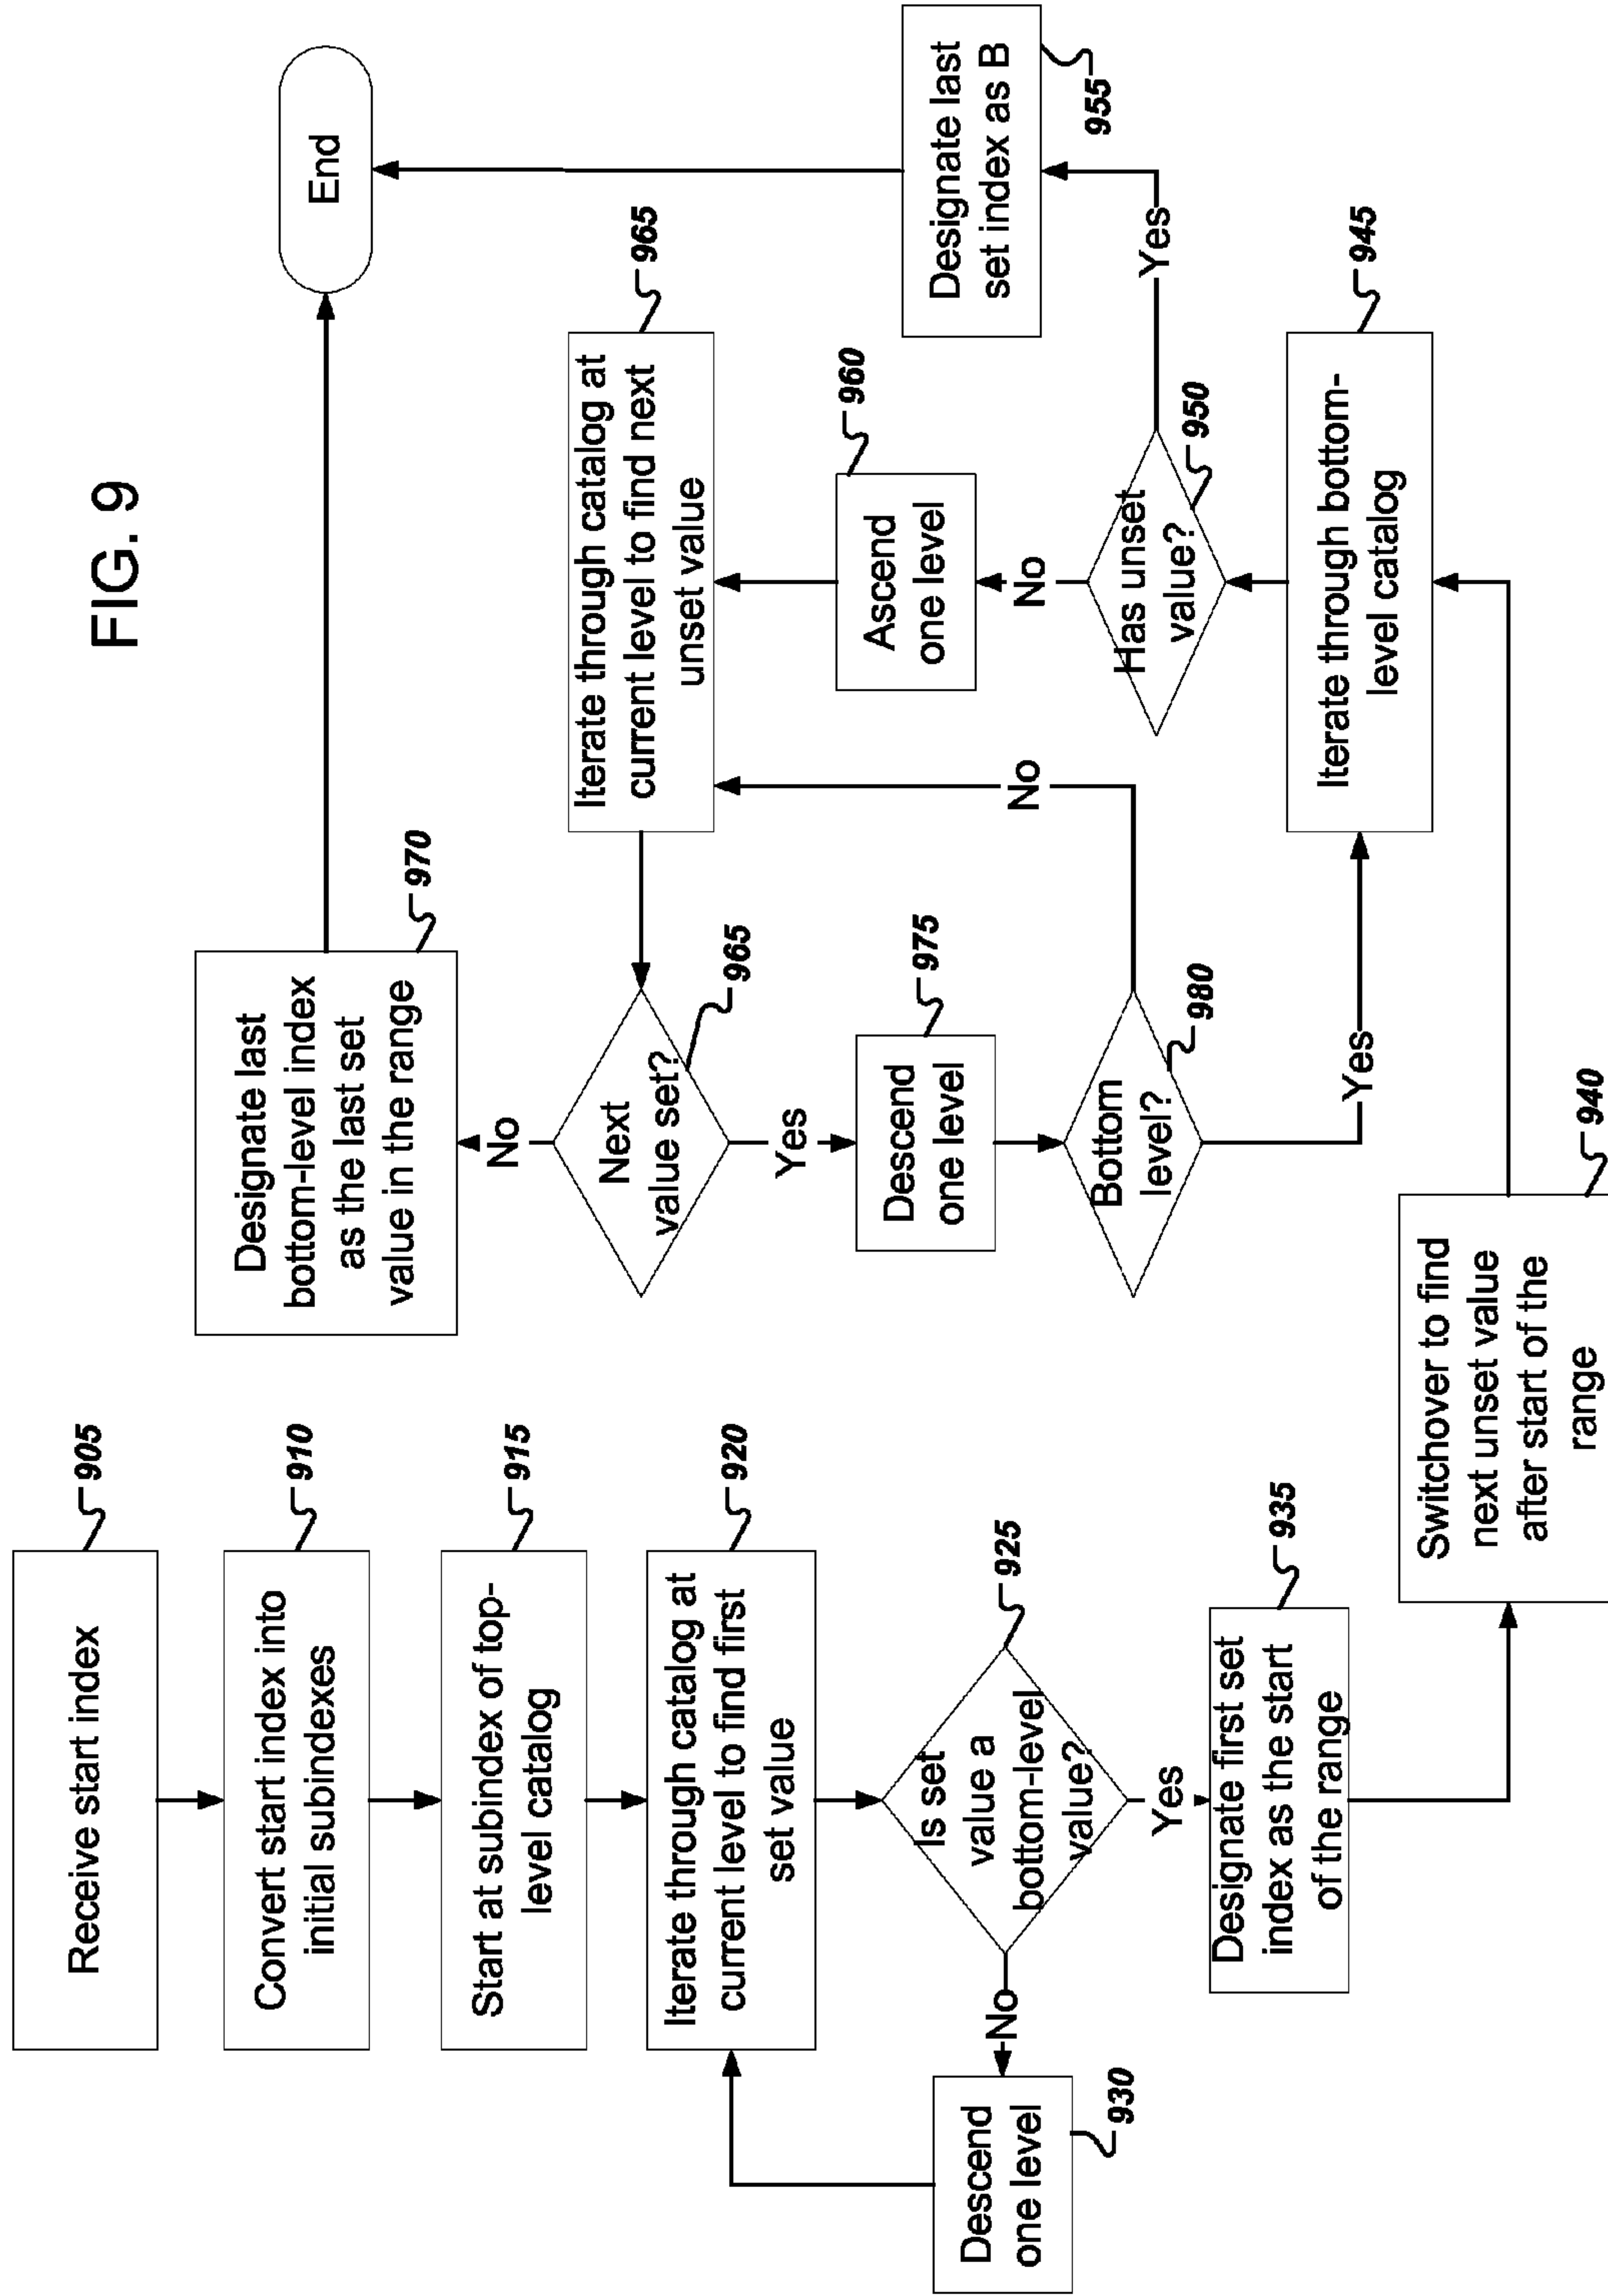 FIG. 9
Receive start index
905
Convert start index into
initial subindexes
910
Start at subindex of top-
level catalog
915
Iterate through catalog at
current level to find first
set value
920
Is set
value a
bottom-level
value?
925
No
Descend
one level
930
Yes
Designate first set
index as the start
of the range
935
Switchover to find
next unset value
after start of the
range
940
Iterate through bottom-
level catalog
945
Has unset
value?
950
Yes
Designate last
set index as B
955
No
Ascend
one level
960
Iterate through catalog at
current level to find next
unset value
965
Next
value set?
965
No
Designate last
bottom-level index
as the last set
value in the range
970
Yes
Descend
one level
975
Bottom
level?
980
No
Yes
End